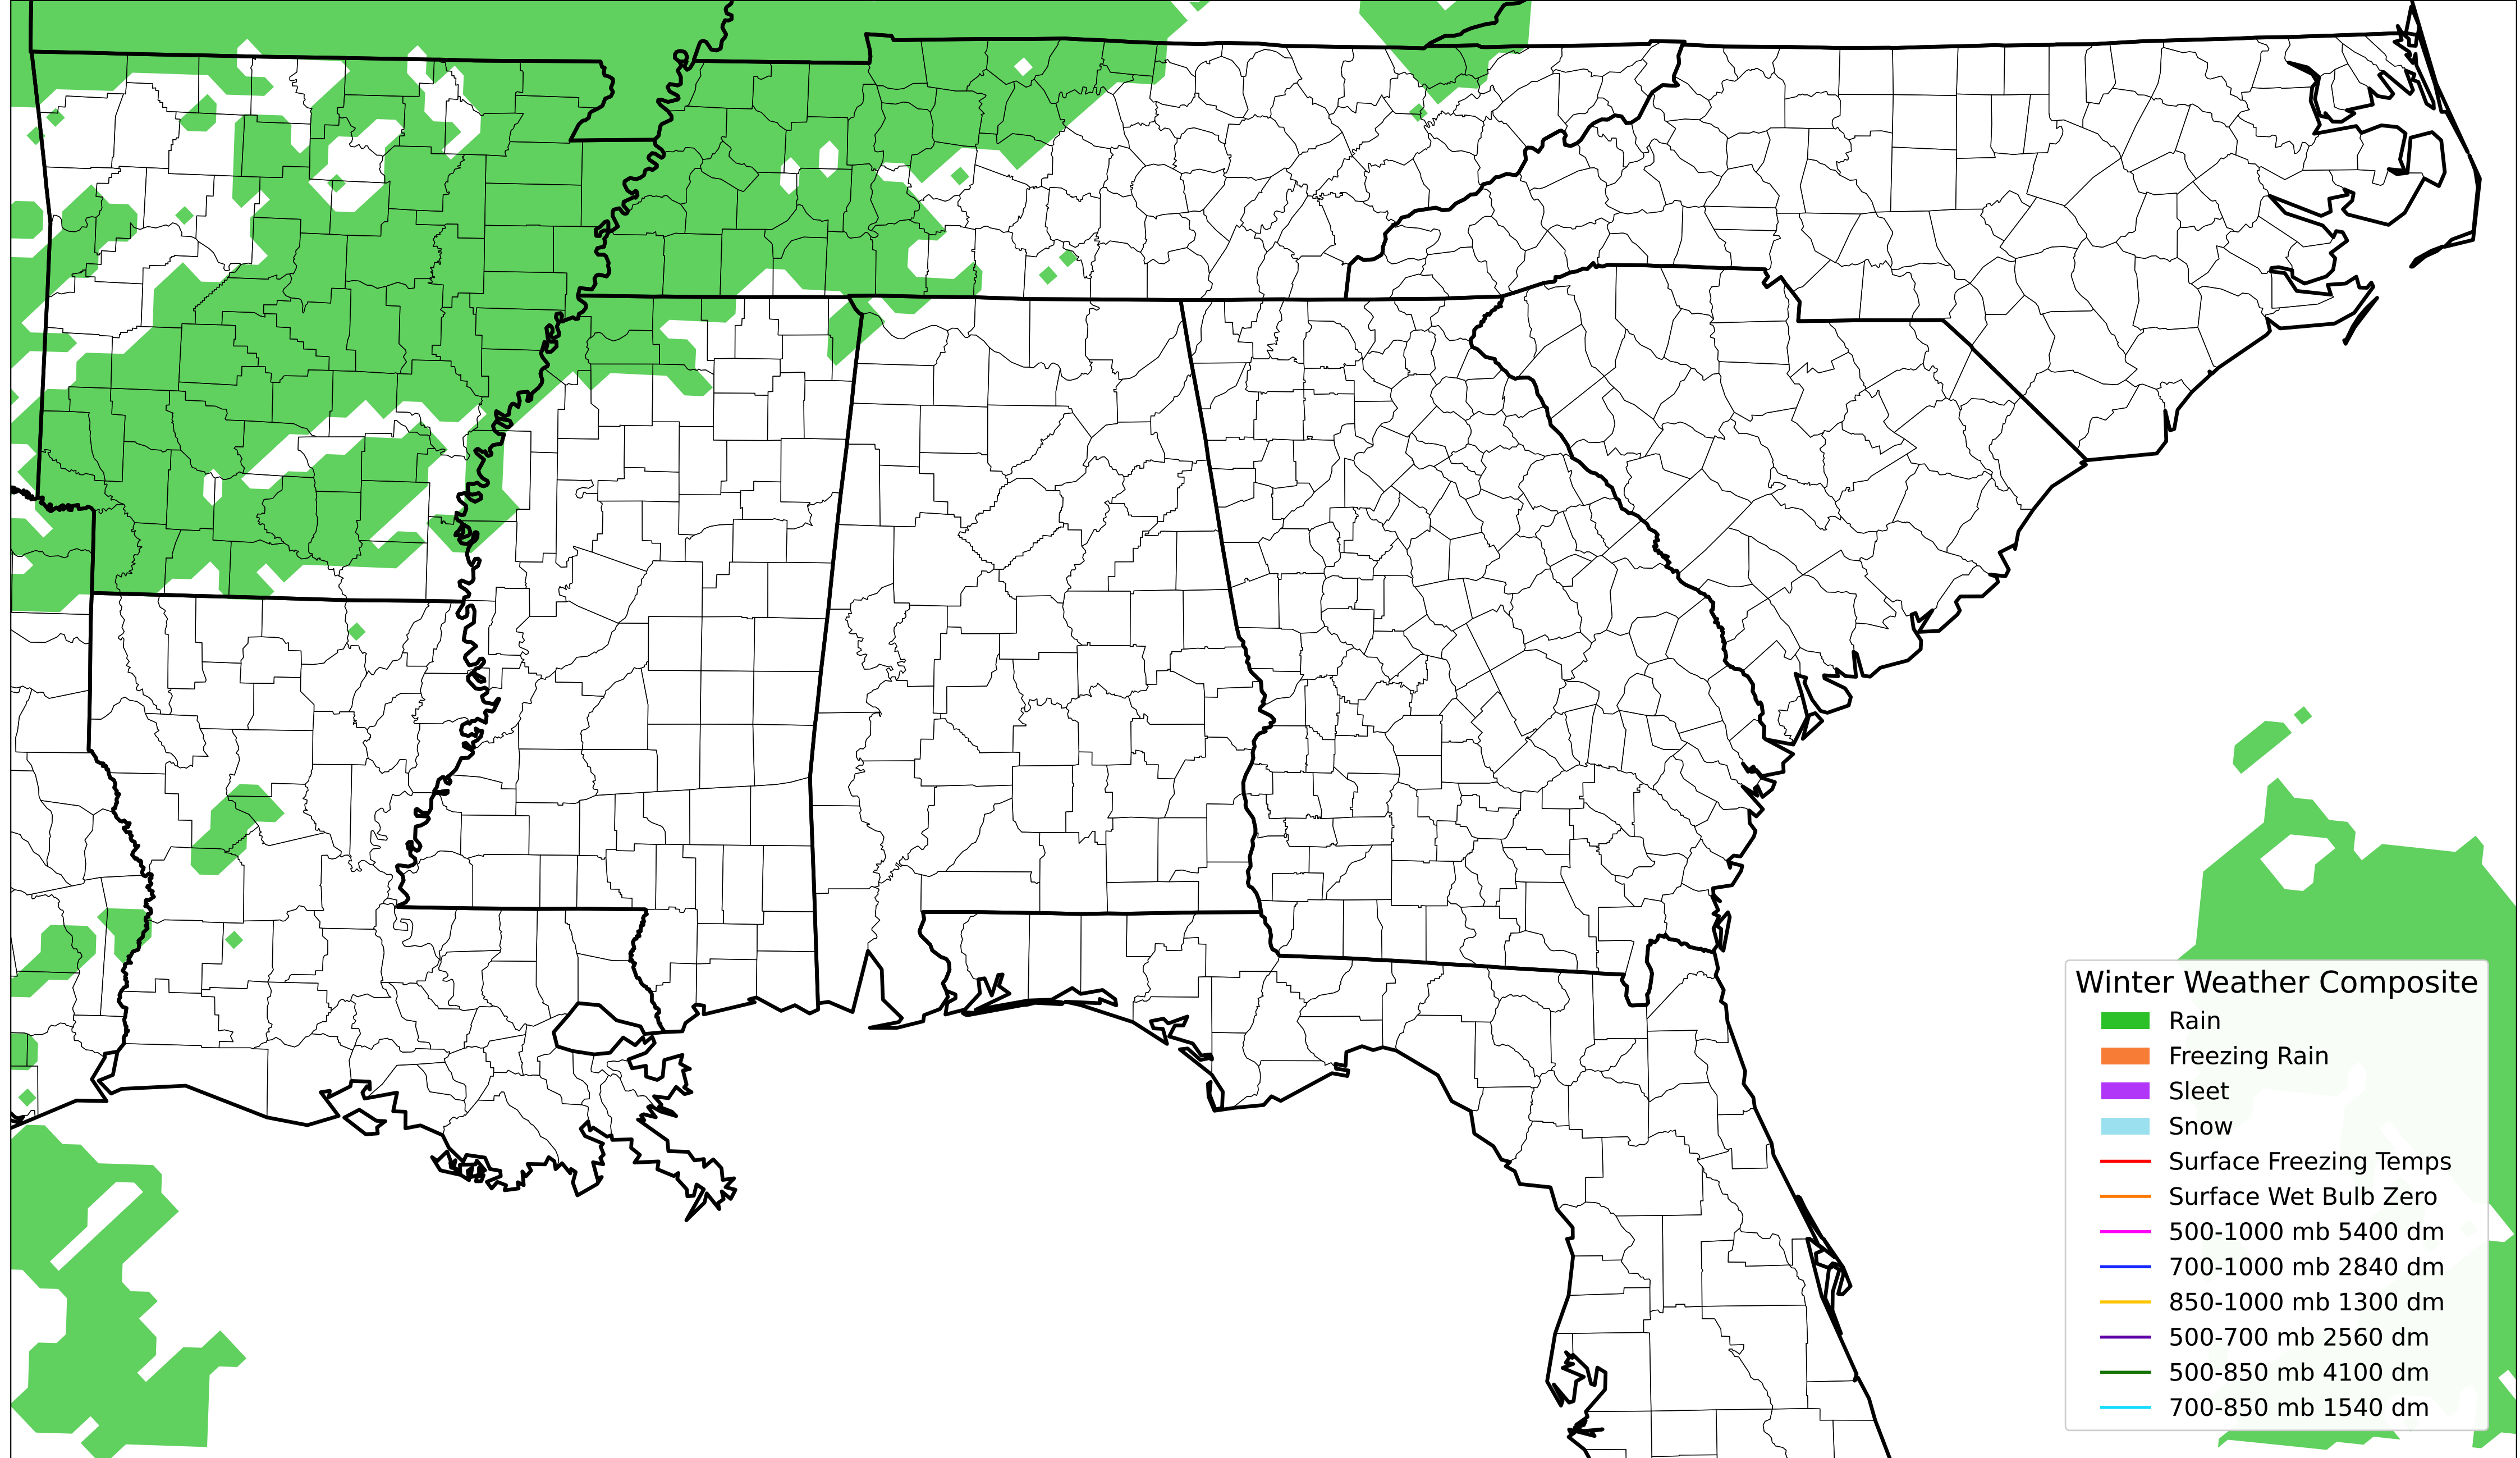 Winter Weather Composite
Rain
Freezing Rain
Sleet
Snow
Surface Freezing Temps
Surface Wet Bulb Zero
500-1000 mb 5400 dm
700-1000 mb 2840 dm
850-1000 mb 1300 dm
500-700 mb 2560 dm
500-850 mb 4100 dm
700-850 mb 1540 dm